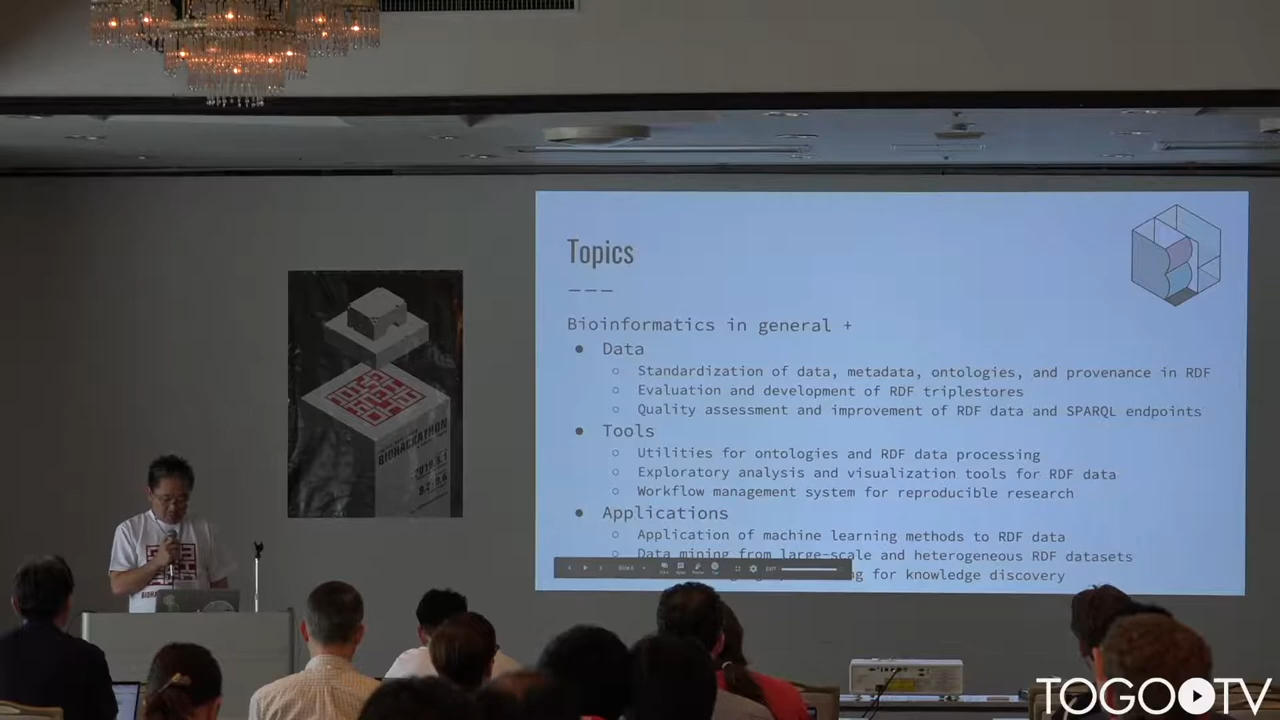 Topics
Bioinformatics in general +
Data
Standardization of data, metadata, ontologies, and provenance in RDF
Evaluation and development of RDF triplestores
Quality assessment and improvement of RDF data and SPARQL endpoints
Tools
Utilities for ontologies and RDF data processing
Exploratory analysis and visualization tools for RDF data
Workflow management system for reproducible research
Applications
Application of machine learning methods to RDF data
Data mining from large-scale and heterogeneous RDF datasets
for knowledge discovery
BIOHACKATHON
TOGO TV